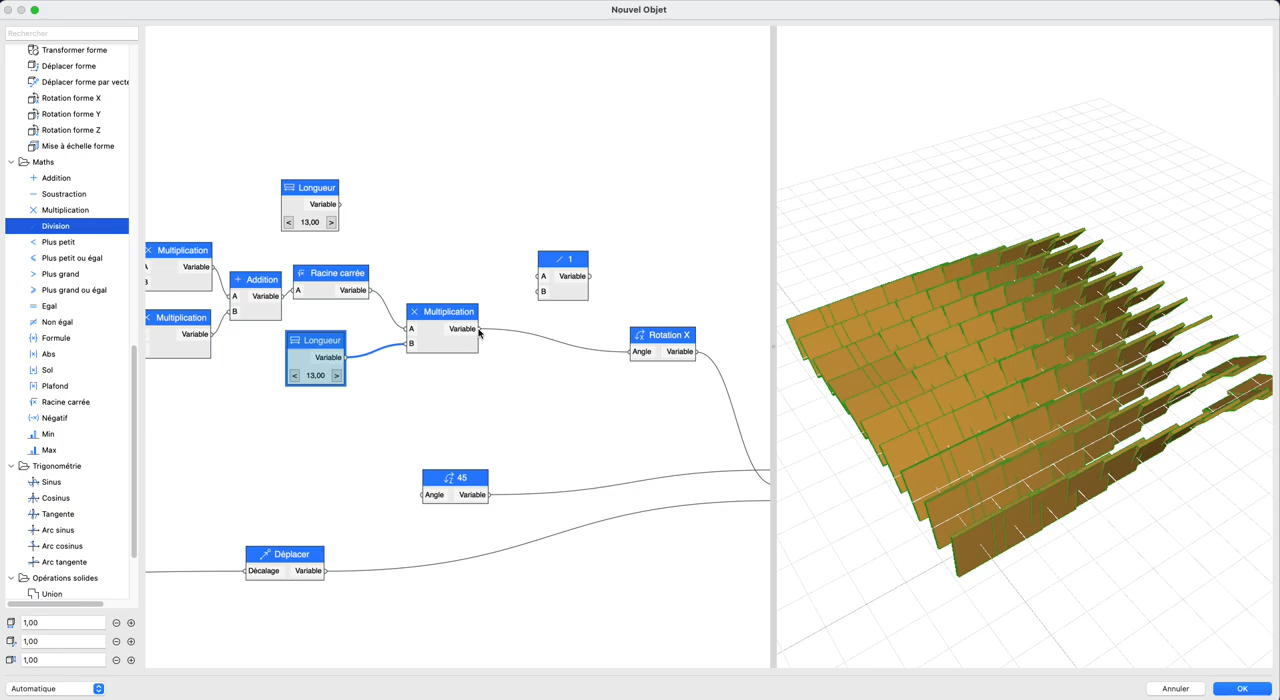 Nouvel Objet
Rechercher
Transformer forme
Déplacer forme
Déplacer forme par vecte
Rotation forme X
Rotation forme Y
Rotation forme Z
Mise à échelle forme
Maths
Addition
Soustraction
Multiplication
Division
Plus petit
Plus petit ou égal
Plus grand
Plus grand ou égal
Egal
Non égal
Formule
Abs
Sol
Plafond
Racine carrée
Négatif
Min
Max
Trigonométrie
Sinus
Cosinus
Tangente
Arc sinus
Arc cosinus
Arc tangente
Opérations solides
Union
1,00
1,00
1,00
Automatique
Longueur
Variable
< 13,00 >
Multiplication
A Variable
B
Multiplication
Variable
Addition
A Variable
B
Racine carrée
A Variable
Longueur
Variable
< 13,00 >
Multiplication
A Variable
B
1
A Variable
B
Rotation X
Angle Variable
45
Angle Variable
Déplacer
Décalage Variable
Annuler
OK